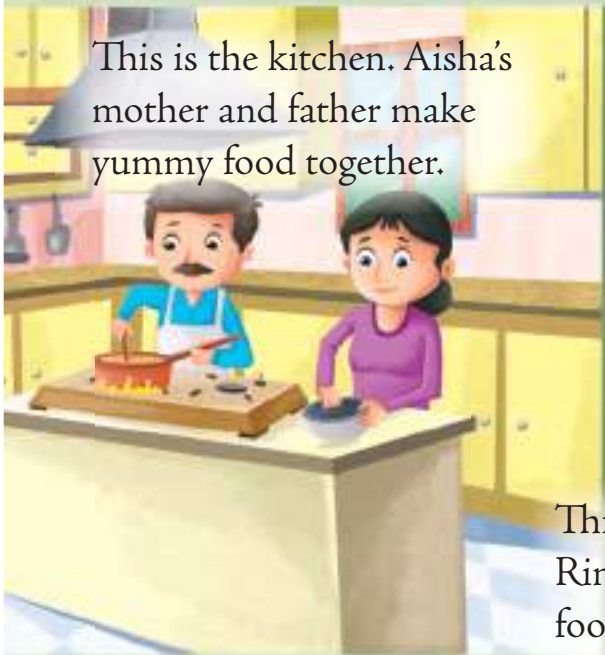 This is the kitchen. Aisha's
mother and father make
yummy food together.